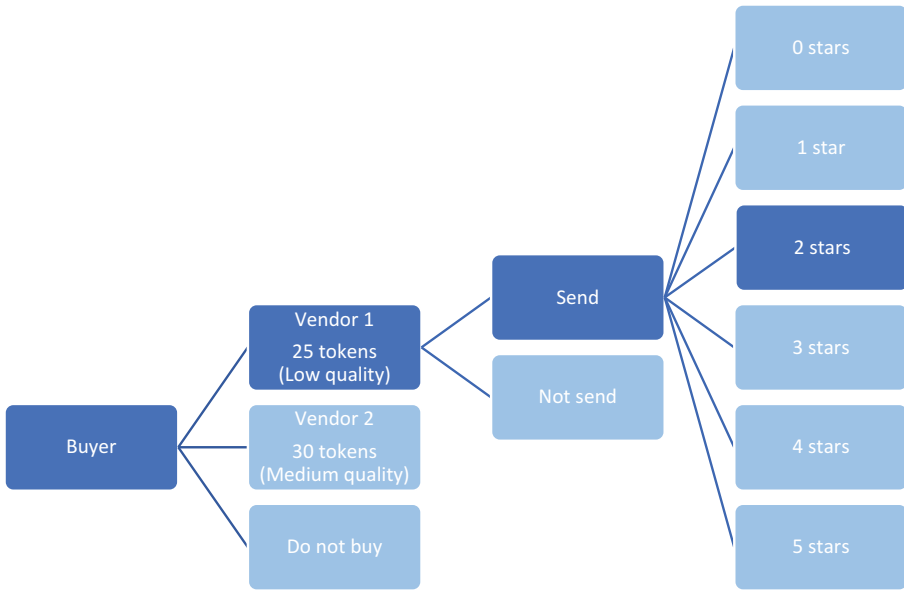 Buyer
Vendor 1
25 tokens
(Low quality)
Vendor 2
30 tokens
(Medium quality)
Do not buy
Send
Not send
0 stars
1 star
2 stars
3 stars
4 stars
5 stars